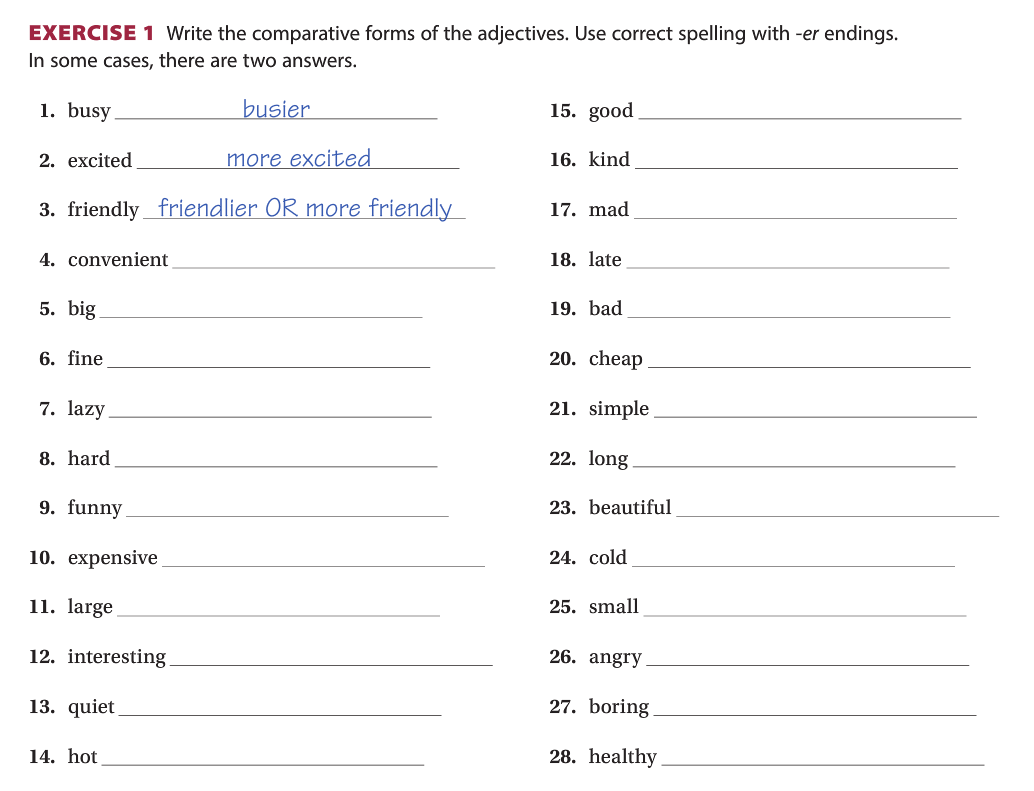 EXERCISE 1 Write the comparative forms of the adjectives. Use correct spelling with -er endings.
In some cases, there are two answers.
1. busy busier
2. excited more excited
3. friendly friendlier OR more friendly
4. convenient
5. big
6. fine
7. lazy
8. hard
9. funny
10. expensive
11. large
12. interesting
13. quiet
14. hot
15. good
16. kind
17. mad
18. late
19. bad
20. cheap
21. simple
22. long
23. beautiful
24. cold
25. small
26. angry
27. boring
28. healthy